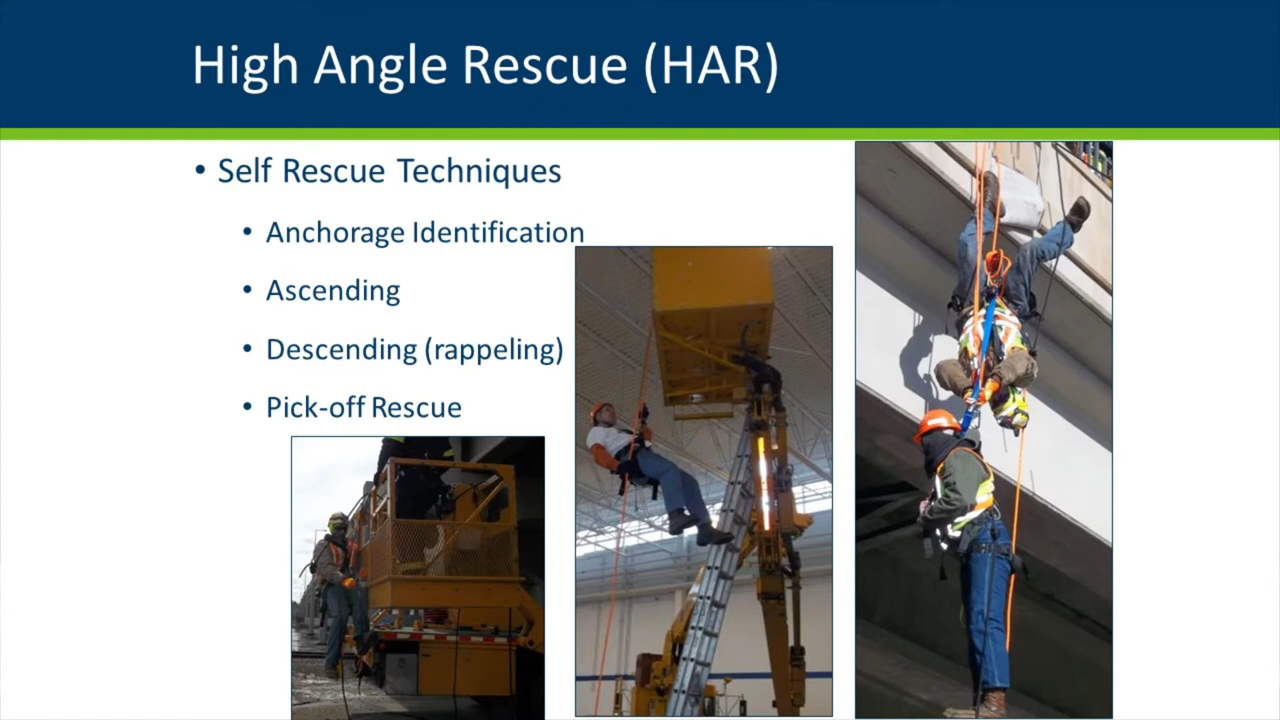 High Angle Rescue (HAR)
• Self Rescue Techniques
• Anchorage Identification
• Ascending
• Descending (rappeling)
• Pick-off Rescue